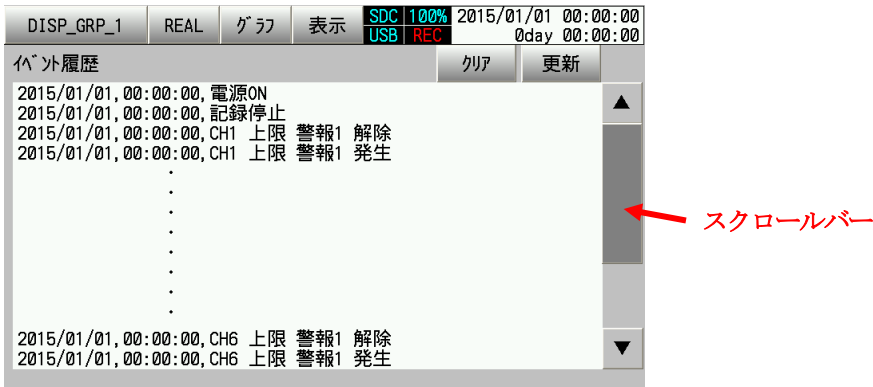 DISP_GRP_1 REAL グラフ 表示 SDC 100% 2015/01/01 00:00:00
USB REC 0day 00:00:00
イベント履歴 クリア 更新
2015/01/01,00:00:00,電源ON
2015/01/01,00:00:00,記録停止
2015/01/01,00:00:00,CH1 上限 警報1 解除
2015/01/01,00:00:00,CH1 上限 警報1 発生
スクロールバー
2015/01/01,00:00:00,CH6 上限 警報1 解除
2015/01/01,00:00:00,CH6 上限 警報1 発生